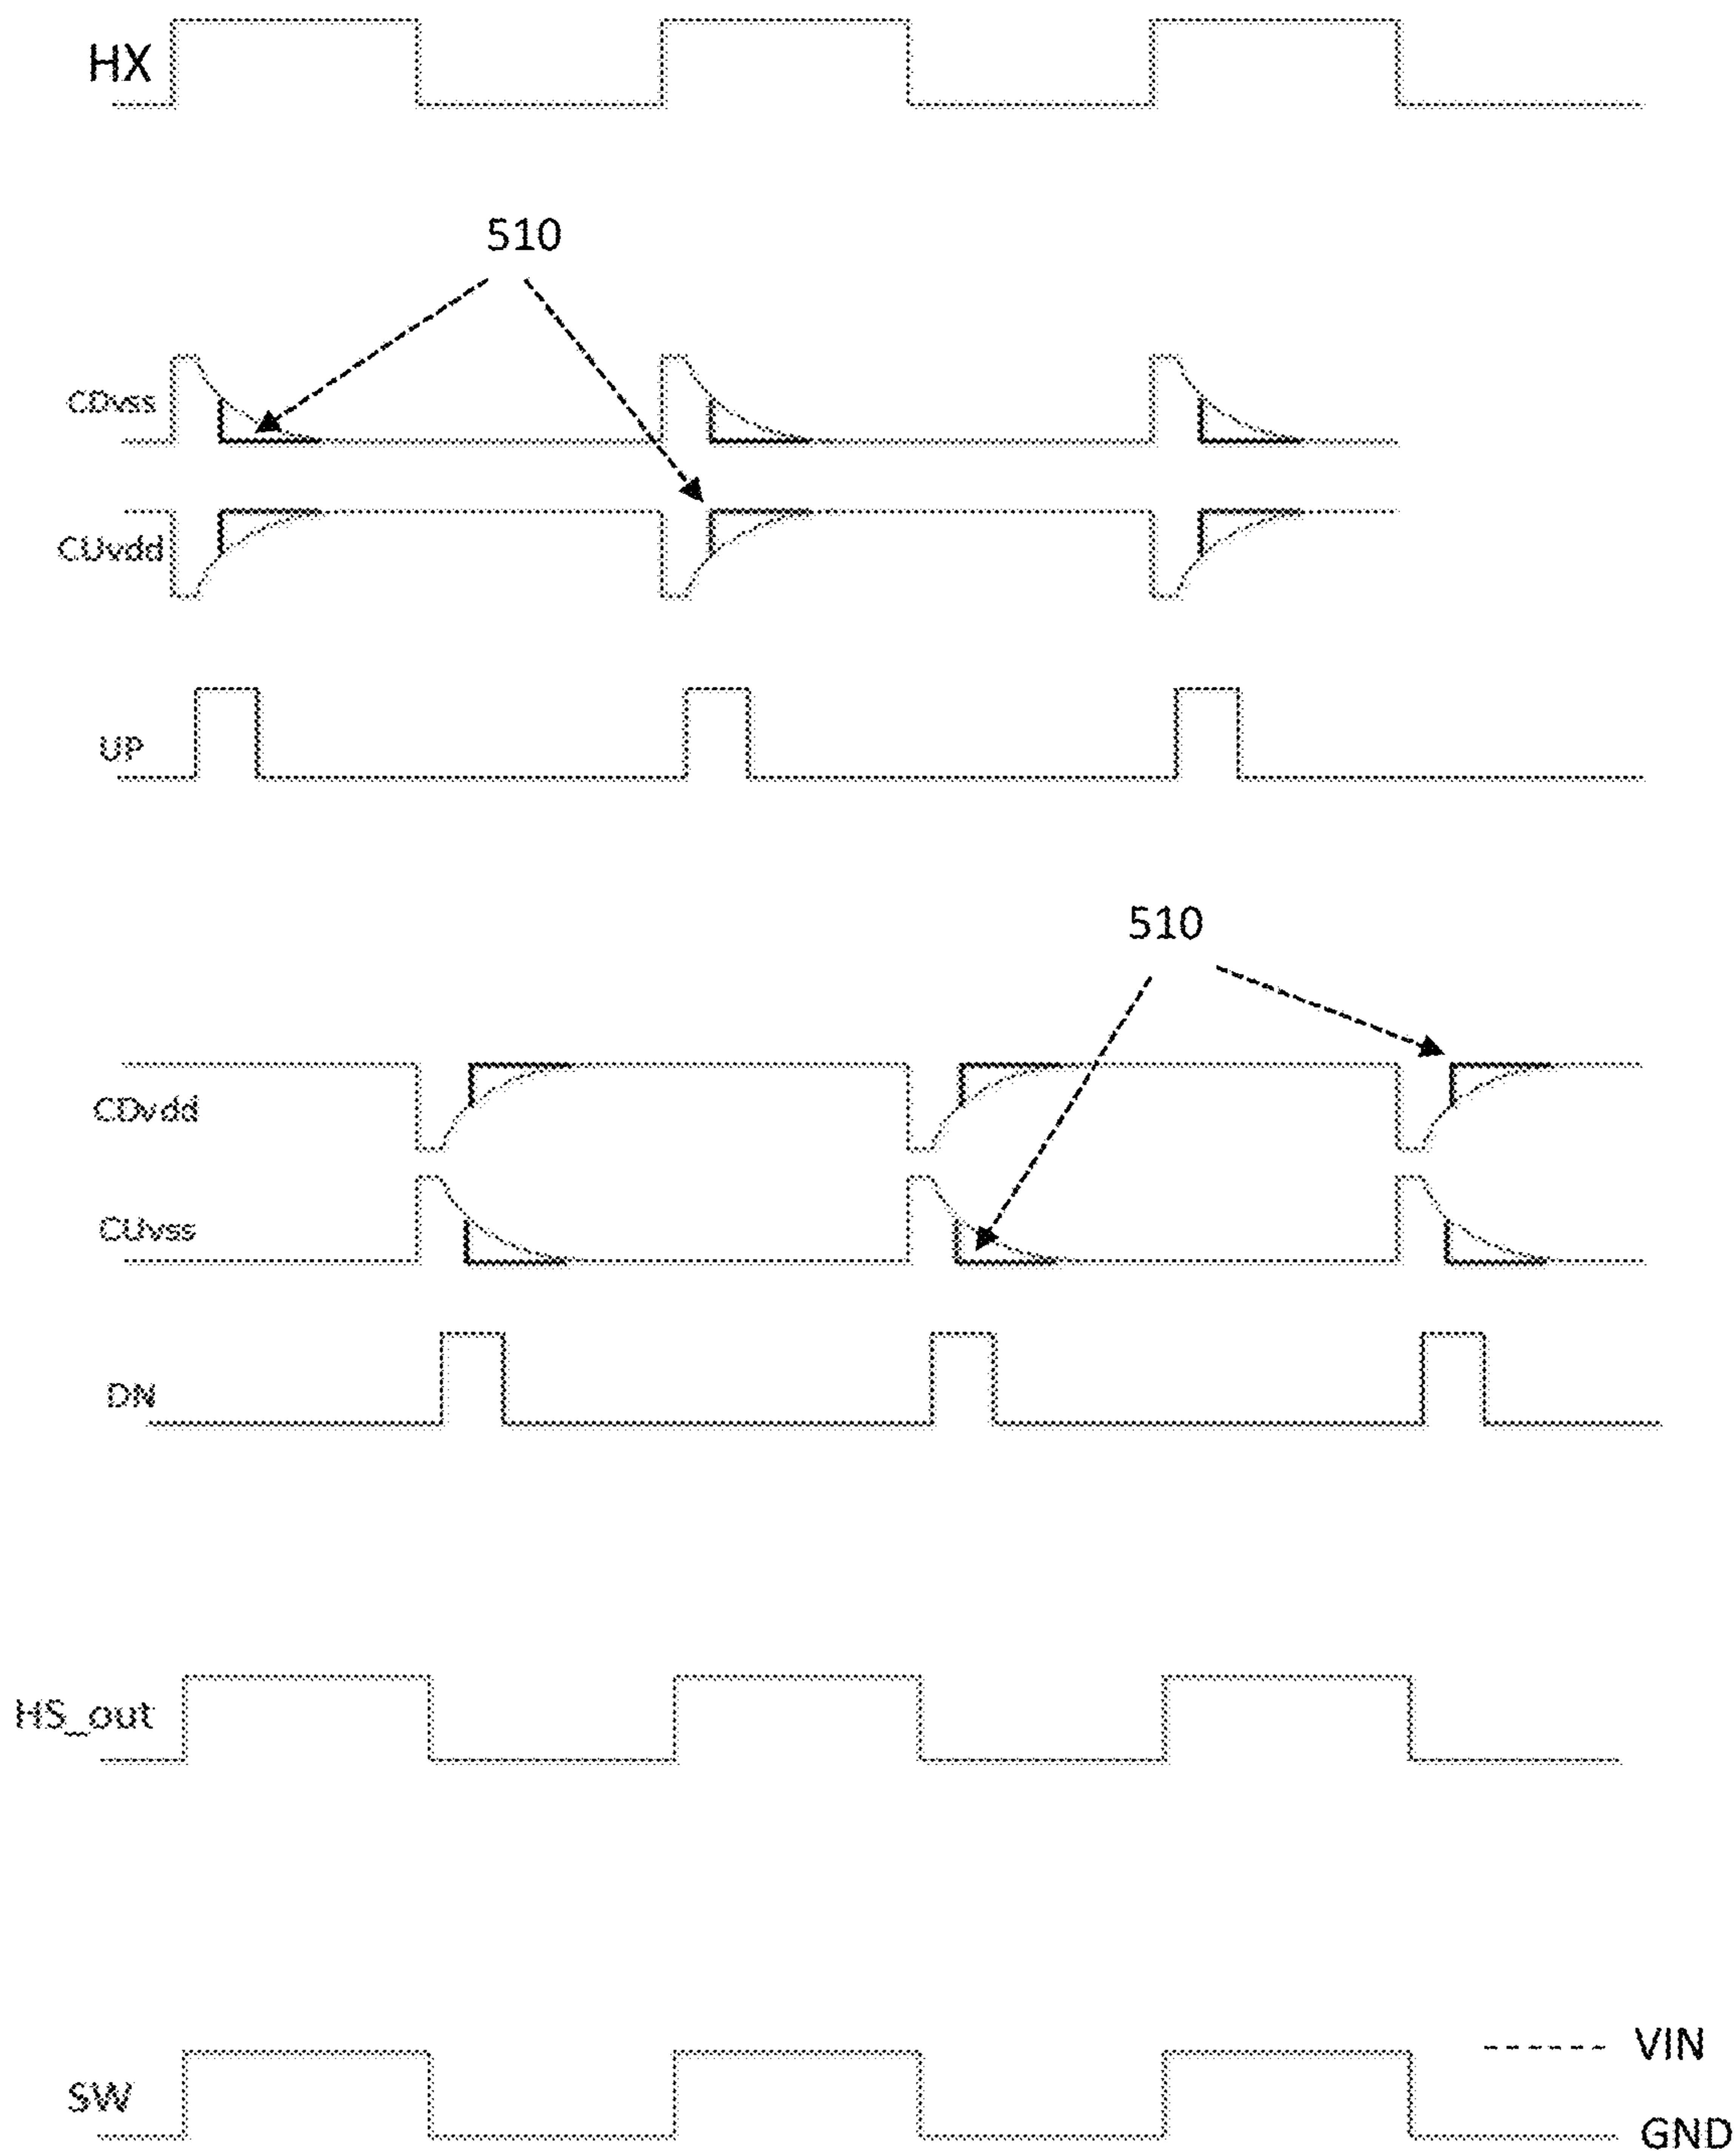 HX
510
CDvss
CUvdd
UP
510
CDvdd
CUvss
DN
HS_out
VIN
SW
GND